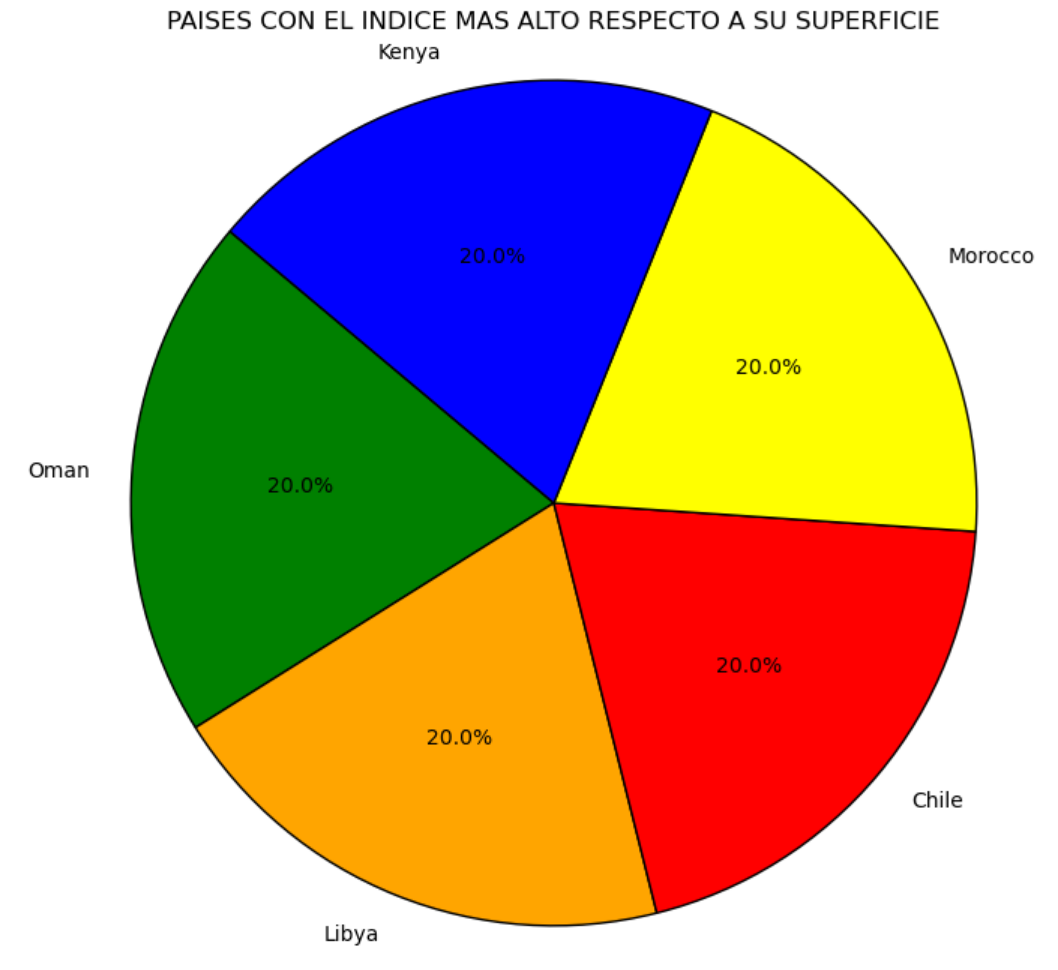 PAISES CON EL INDICE MAS ALTO RESPECTO A SU SUPERFICIE
Kenya
20.0%
Morocco
20.0%
Oman
20.0%
20.0%
Chile
20.0%
Libya